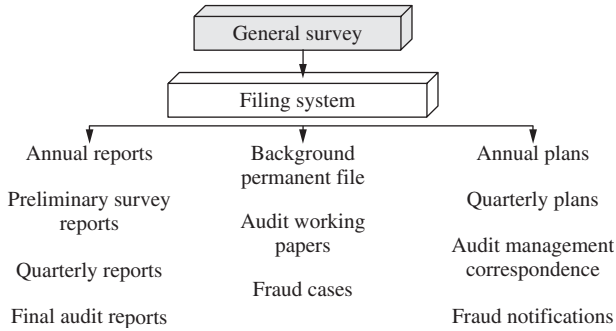 General survey
Filing system
Annual reports
Preliminary survey
reports
Quarterly reports
Final audit reports
Background
permanent file
Audit working
papers
Fraud cases
Annual plans
Quarterly plans
Audit management
correspondence
Fraud notifications